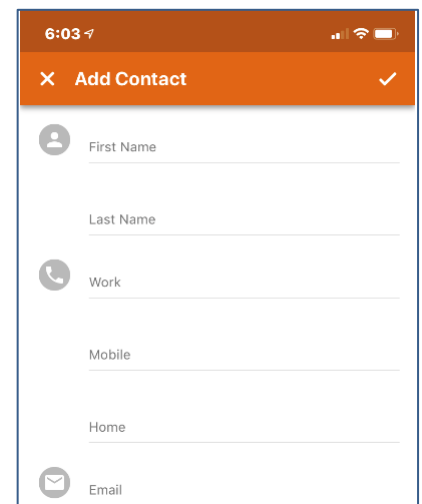 6:03
Add Contact
First Name
Last Name
Work
Mobile
Home
Email